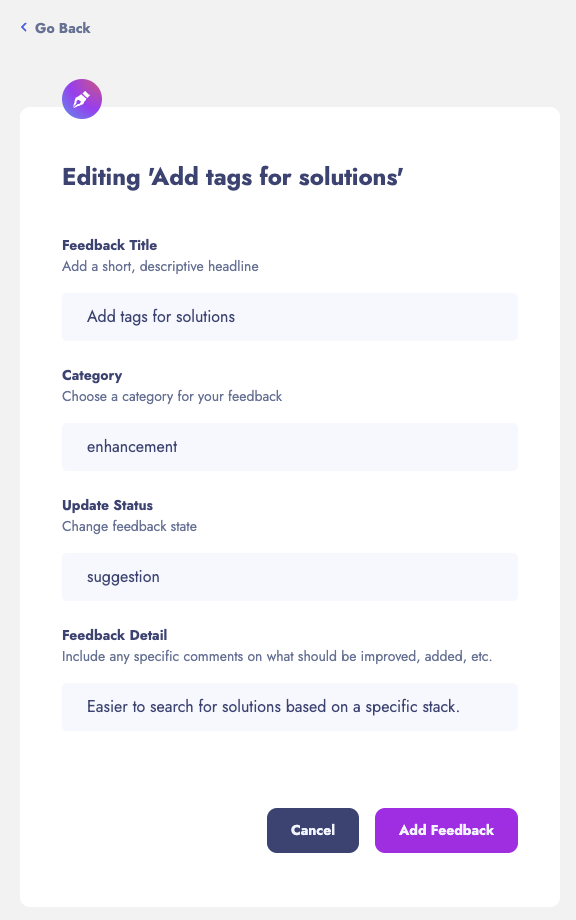 Go Back
Editing 'Add tags for solutions'
Feedback Title
Add a short, descriptive headline
Add tags for solutions
Category
Choose a category for your feedback
enhancement
Update Status
Change feedback state
suggestion
Feedback Detail
Include any specific comments on what should be improved, added, etc.
Easier to search for solutions based on a specific stack.
Cancel
Add Feedback